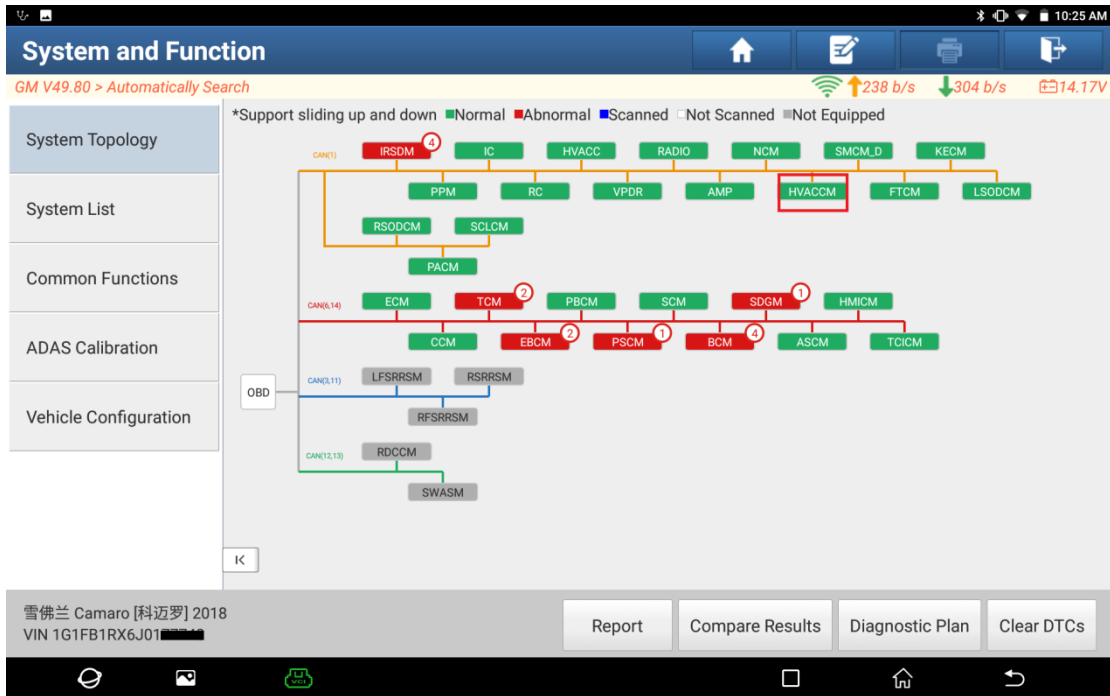 10:25 AM
System and Function
GM V49.80 > Automatically Search
238 b/s 304 b/s 14.17V
System Topology
System List
Common Functions
ADAS Calibration
Vehicle Configuration
*Support sliding up and down Normal Abnormal Scanned Not Scanned Not Equipped
CAN(1) IRSDM 4 IC HVACC RADIO NCM SMCM_D KECM
PPM RC VPDR AMP HVACCM FTCM LSODCM
RSODCM SCLCM
PACM
CAN(6,14) ECM TCM 2 PBCM SCM SDGM 1 HMICM
CCM EBCM 2 PSCM 1 BCM 4 ASCM TCICM
OBD
CAN(3,11) LFSRRSM RSRRSM
RFSRRSM
CAN(12,13) RDCCM
SWASM
雪佛兰 Camaro [科迈罗] 2018
VIN 1G1FB1RX6J01
Report Compare Results Diagnostic Plan Clear DTCs
VCI